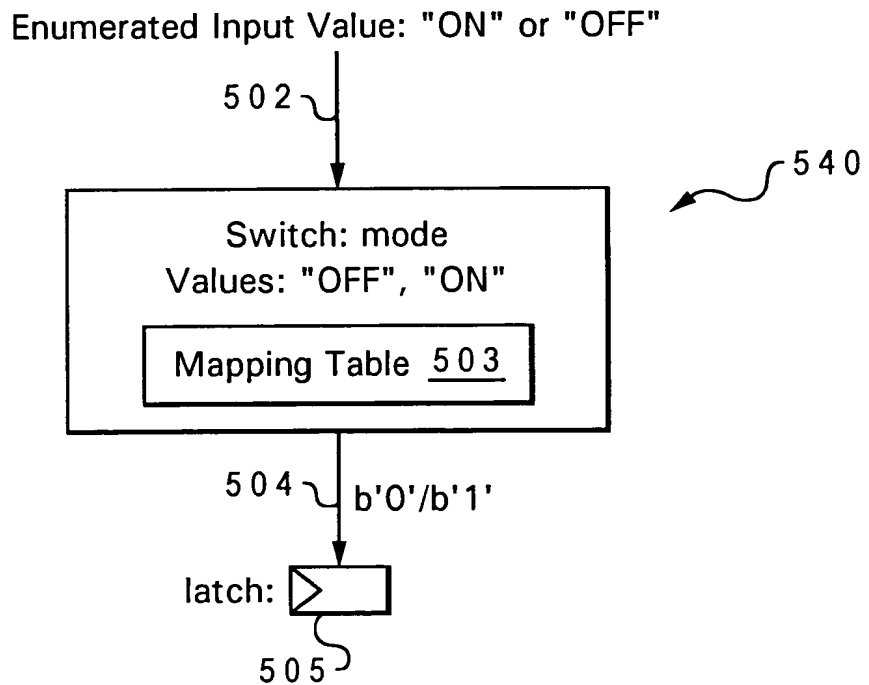 Enumerated Input Value: "ON" or "OFF"
502
540
Switch: mode
Values: "OFF", "ON"
Mapping Table 503
504
b'0'/b'1'
latch:
505